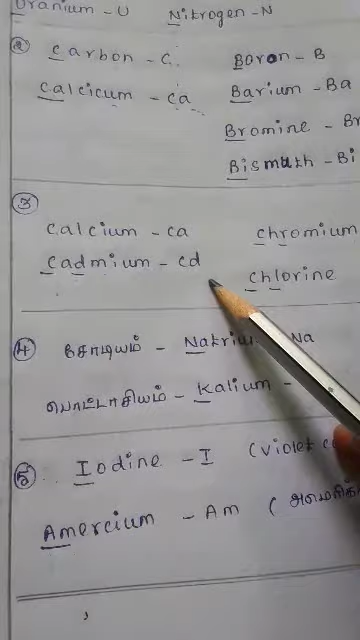 Uranium - U Nitrogen - N
② Carbon - C. Boron - B
Calcicum - Ca Barium - Ba
Bromine - Br
Bismuth - Bi
③
Calcium - Ca Chromium
Cadmium - Cd Chlorine
④ சோடியம் - Natrium Na
பொட்டாசியம் - Kalium -
⑤ Iodine - I (violet
Amercium - Am (